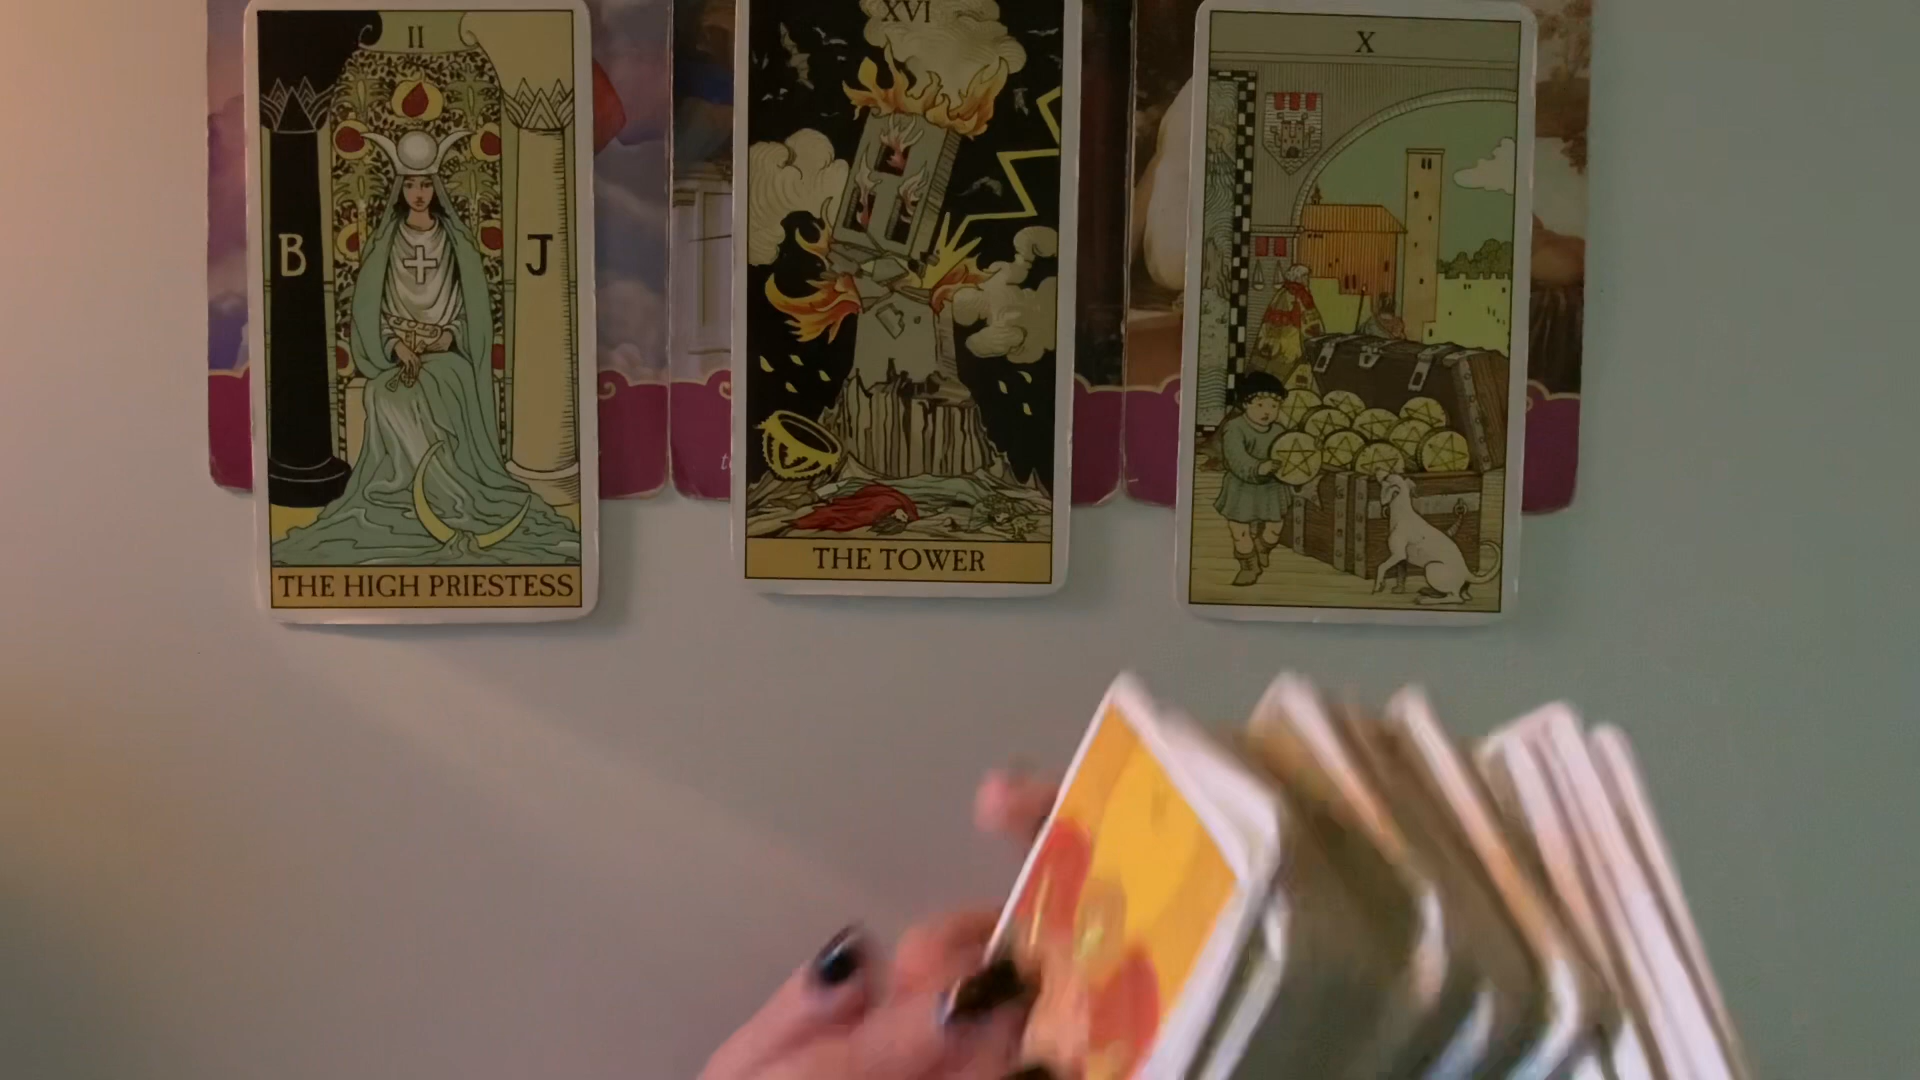 II
B
J
THE HIGH PRIESTESS
XVI
THE TOWER
X